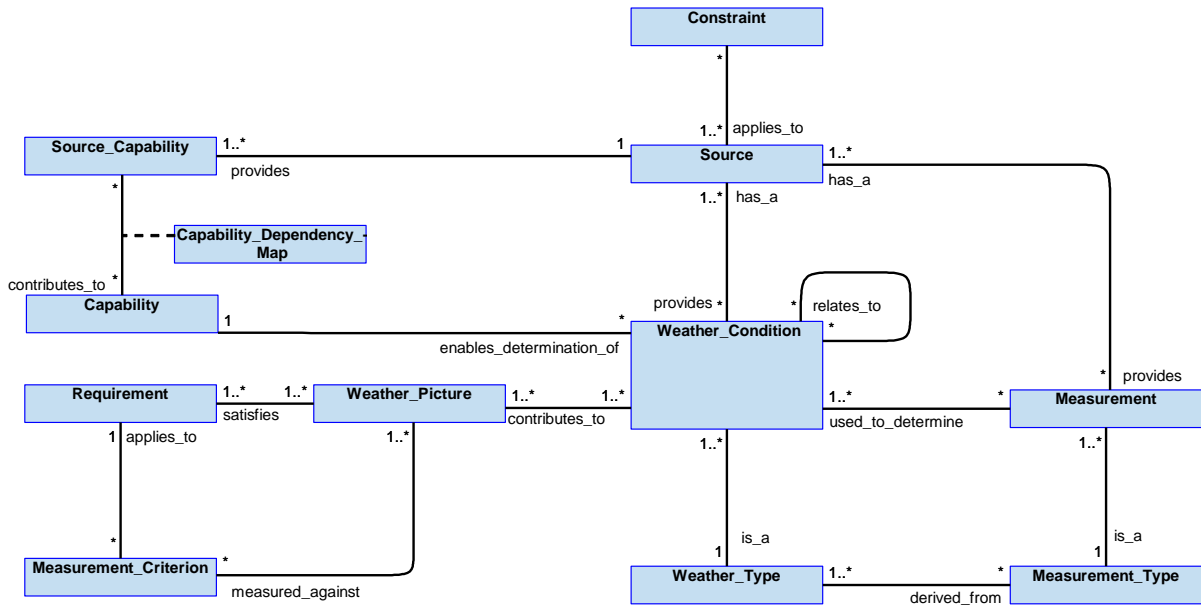 Constraint
*
1..*
applies_to
Source_Capability
1..*
provides
1
Source
1..*
has_a
1..*
has_a
*
Capability_Dependency_-
Map
contributes_to
*
Capability
1
enables_determination_of
*
provides
*
*
relates_to
*
Weather_Condition
Requirement
1..*
satisfies
1..*
Weather_Picture
1..*
contributes_to
1..*
1..*
used_to_determine
*
provides
*
Measurement
1
applies_to
1..*
1..*
1..*
*
Measurement_Criterion
*
measured_against
is_a
1
Weather_Type
1..*
derived_from
*
is_a
1
Measurement_Type